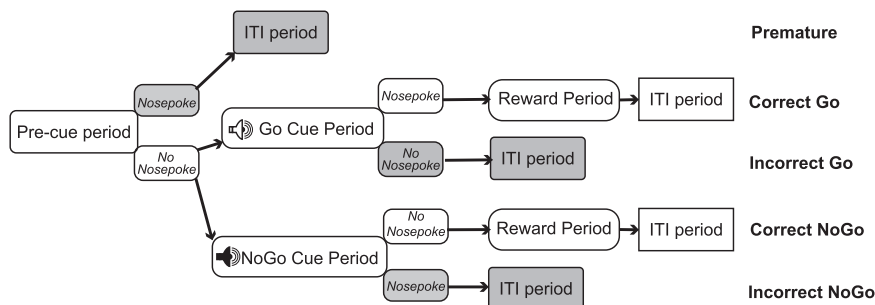 ITI period
Premature
Nosepoke
Nosepoke
Reward Period
ITI period
Correct Go
Pre-cue period
Go Cue Period
No
Nosepoke
No
Nosepoke
ITI period
Incorrect Go
No
Nosepoke
Reward Period
ITI period
Correct NoGo
NoGo Cue Period
Nosepoke
ITI period
Incorrect NoGo